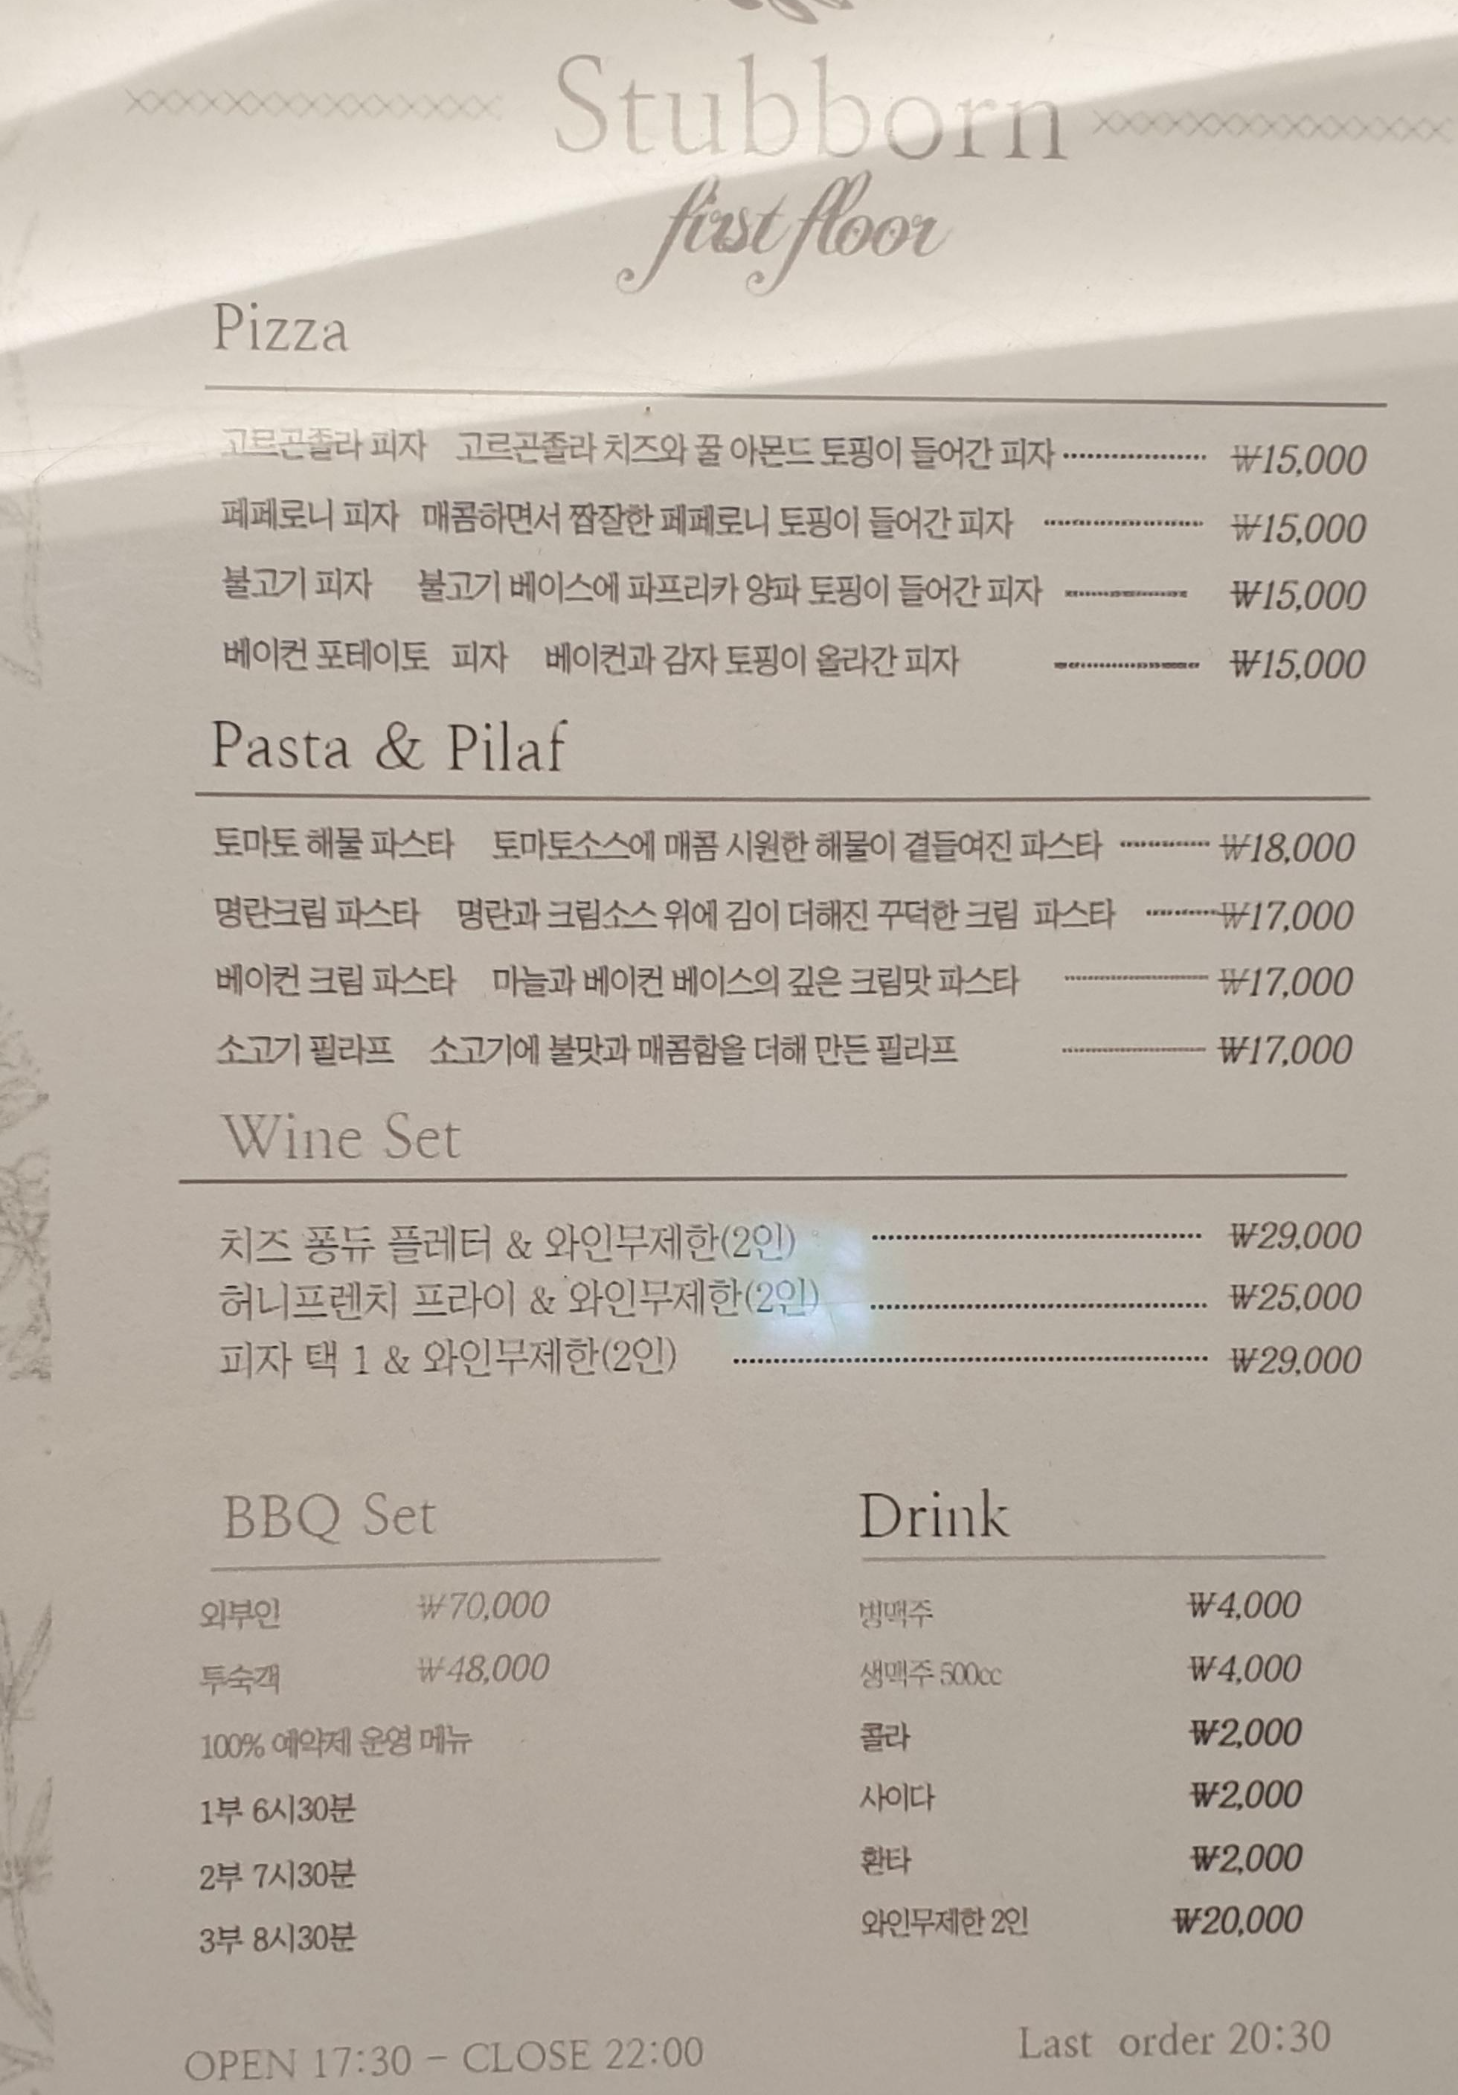 Stubborn
first floor
Pizza
고르곤졸라 피자 고르곤졸라 치즈와 꿀 아몬드 토핑이 들어간 피자 ₩15,000
페페로니 피자 매콤하면서 짭잘한 페페로니 토핑이 들어간 피자 ₩15,000
불고기 피자 불고기 베이스에 파프리카 양파 토핑이 들어간 피자 ₩15,000
베이컨 포테이토 피자 베이컨과 감자 토핑이 올라간 피자 ₩15,000
Pasta & Pilaf
토마토 해물 파스타 토마토소스에 매콤 시원한 해물이 곁들여진 파스타 ₩18,000
명란크림 파스타 명란과 크림소스 위에 김이 더해진 꾸덕한 크림 파스타 ₩17,000
베이컨 크림 파스타 마늘과 베이컨 베이스의 깊은 크림맛 파스타 ₩17,000
소고기 필라프 소고기에 불맛과 매콤함을 더해 만든 필라프 ₩17,000
Wine Set
치즈 퐁듀 플레터 & 와인무제한(2인) ₩29,000
허니프렌치 프라이 & 와인무제한(2인) ₩25,000
피자 택 1 & 와인무제한(2인) ₩29,000
BBQ Set
외부인 ₩70,000
투숙객 ₩48,000
100% 예약제 운영 메뉴
1부 6시30분
2부 7시30분
3부 8시30분
Drink
병맥주 ₩4,000
생맥주 500cc ₩4,000
콜라 ₩2,000
사이다 ₩2,000
환타 ₩2,000
와인무제한 2인 ₩20,000
OPEN 17:30 - CLOSE 22:00
Last order 20:30